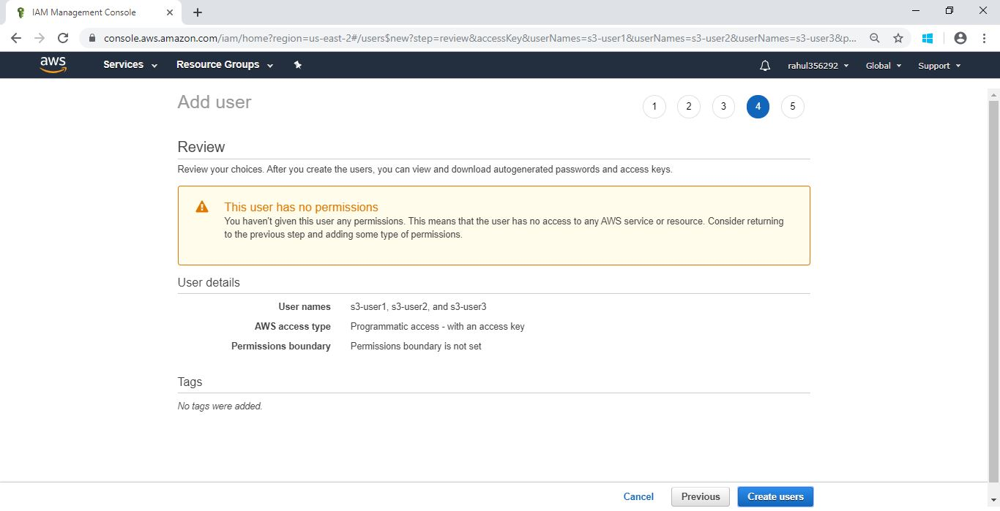 IAM Management Console
console.aws.amazon.com/iam/home?region=us-east-2#/users$new?step=review&accessKey&userNames=s3-user1&userNames=s3-user2&userNames=s3-user3&p...
aws Services Resource Groups rahul356292 Global Support
Add user 1 2 3 4 5
Review
Review your choices. After you create the users, you can view and download autogenerated passwords and access keys.
This user has no permissions
You haven't given this user any permissions. This means that the user has no access to any AWS service or resource. Consider returning
to the previous step and adding some type of permissions.
User details
User names s3-user1, s3-user2, and s3-user3
AWS access type Programmatic access - with an access key
Permissions boundary Permissions boundary is not set
Tags
No tags were added.
Cancel Previous Create users